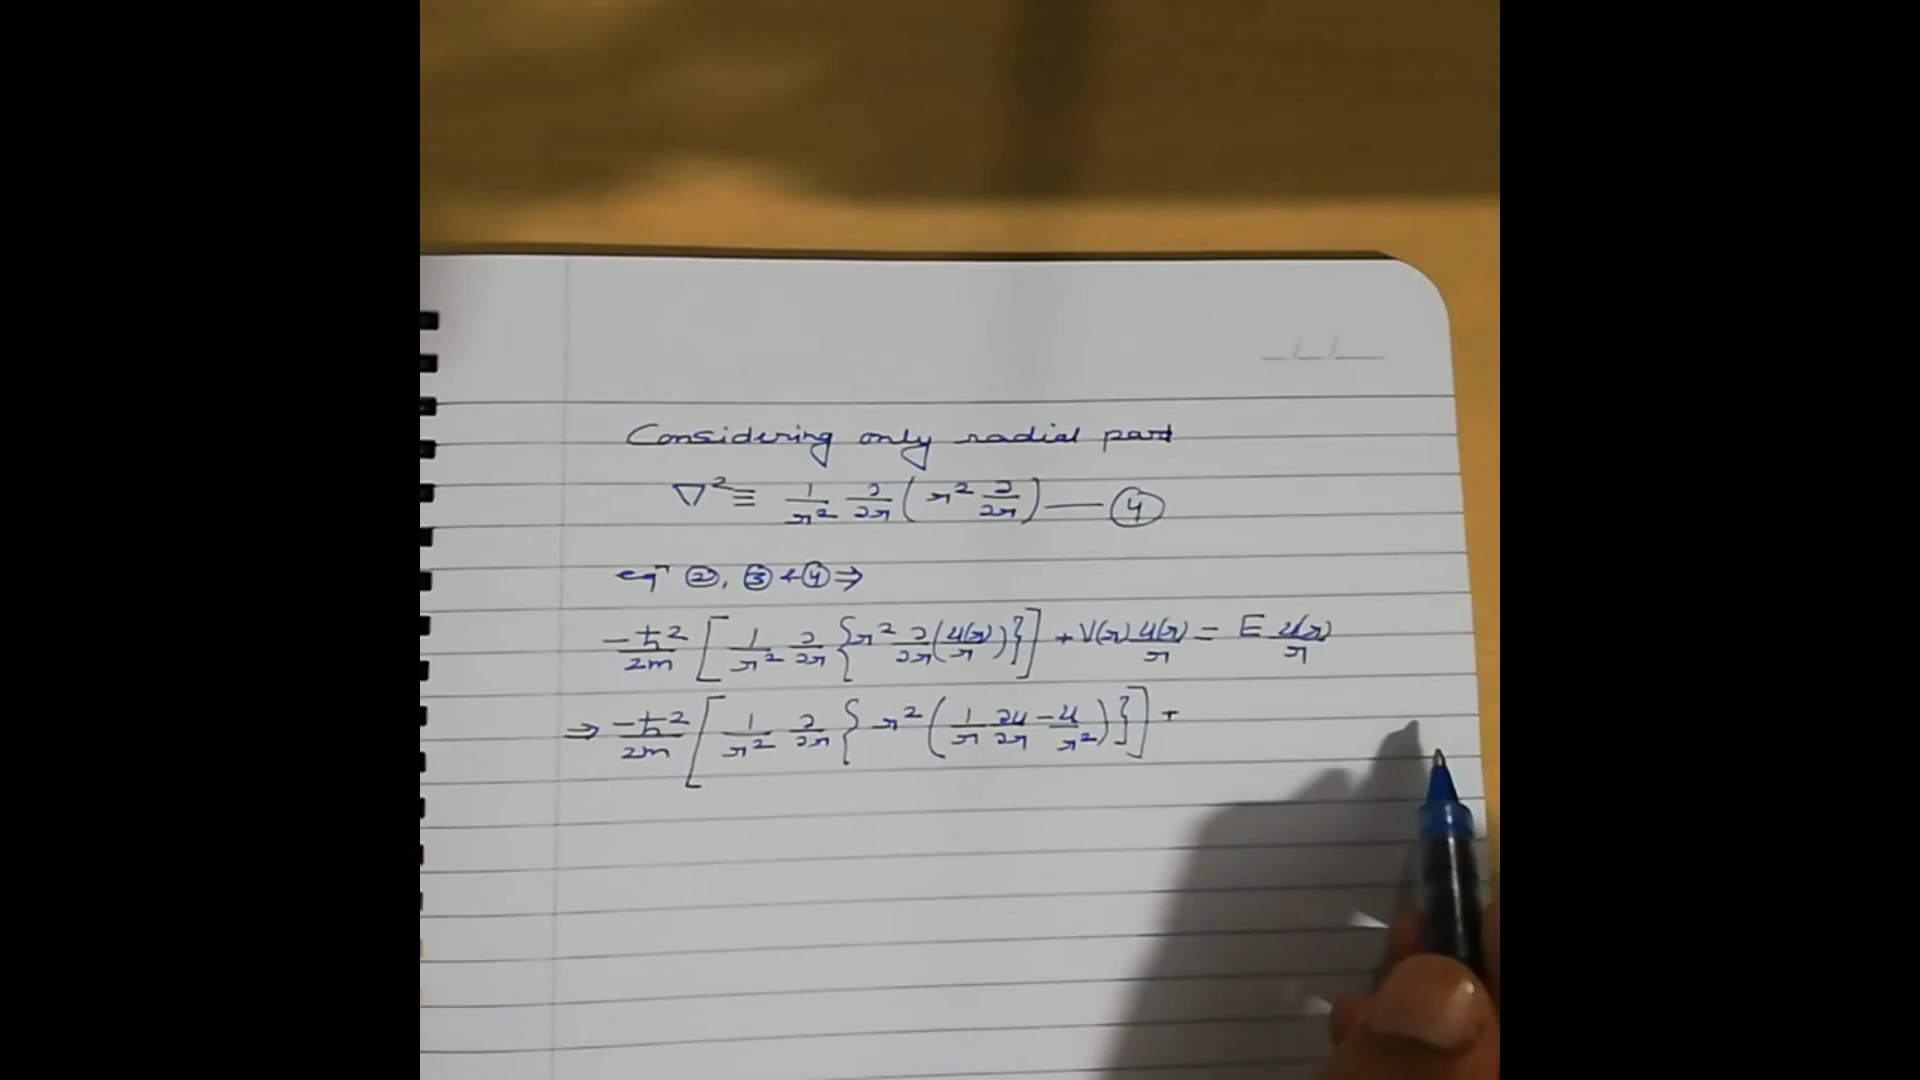 Considering only radial part
∇² ≡ 1/r² ∂/∂r ( r² ∂/∂r ) —— ④
eqⁿ ②, ③ & ④ ⇒
-ħ²/2m [ 1/r² ∂/∂r { r² ∂/∂r ( u(r)/r ) } ] + V(r) u(r)/r = E u(r)/r
⇒ -ħ²/2m [ 1/r² ∂/∂r { r² ( 1/r ∂u/∂r - u/r² ) } ] +